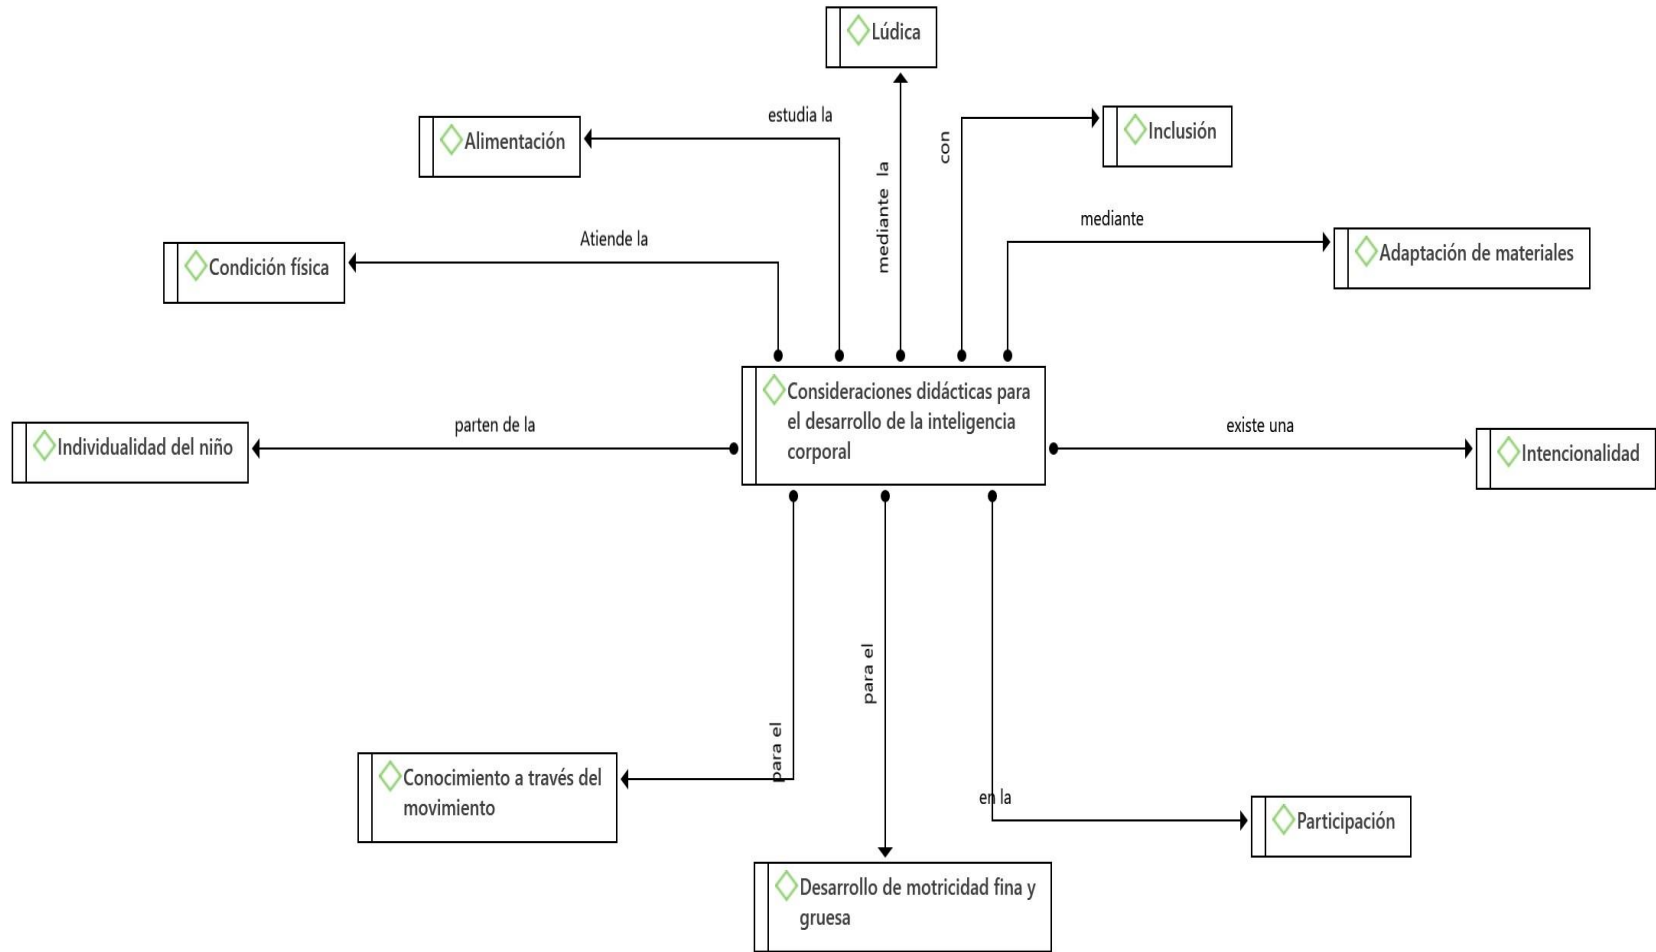 Lúdica
estudia la
Inclusión
Alimentación
con
mediante la
mediante
Atiende la
Adaptación de materiales
Condición física
Consideraciones didácticas para
el desarrollo de la inteligencia
corporal
parten de la
existe una
Individualidad del niño
Intencionalidad
para el
para el
Conocimiento a través del
movimiento
en la
Participación
Desarrollo de motricidad fina y
gruesa